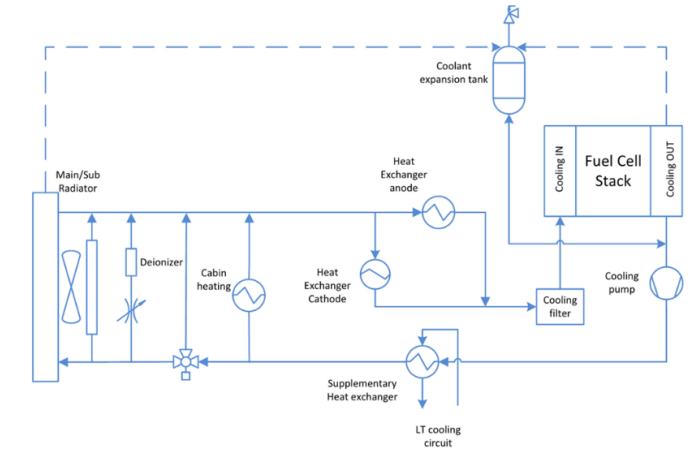 Coolant
expansion tank
Cooling IN
Fuel Cell
Stack
Cooling OUT
Main/Sub
Radiator
Heat
Exchanger
anode
Deionizer
Cabin
heating
Heat
Exchanger
Cathode
Cooling
pump
Cooling
filter
Supplementary
Heat exchanger
LT cooling
circuit